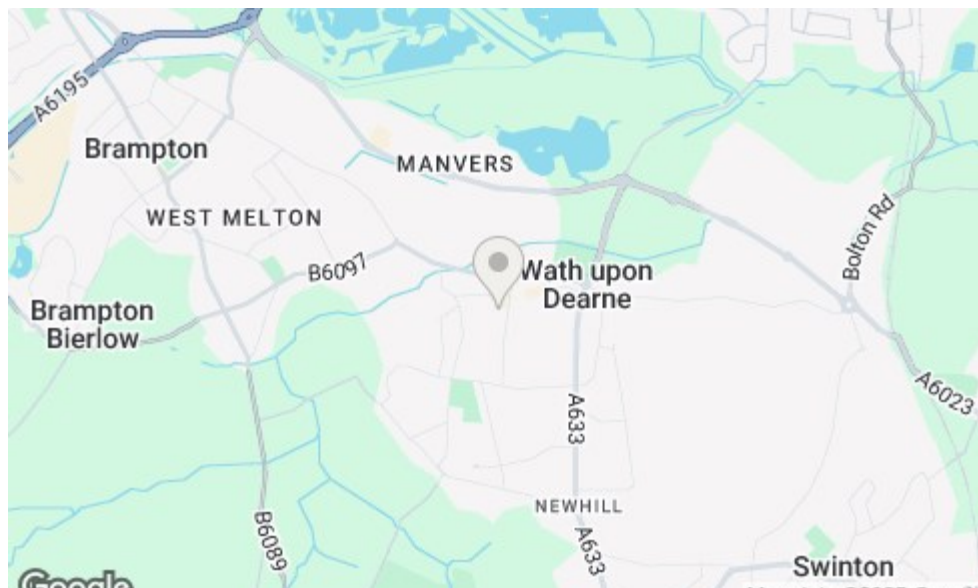 A6195
Brampton
MANVERS
WEST MELTON
Bolton Rd
B6097
Wath upon
Dearne
Brampton
Bierlow
A6023
A633
NEWHILL
B6089
A633
Swinton
Google